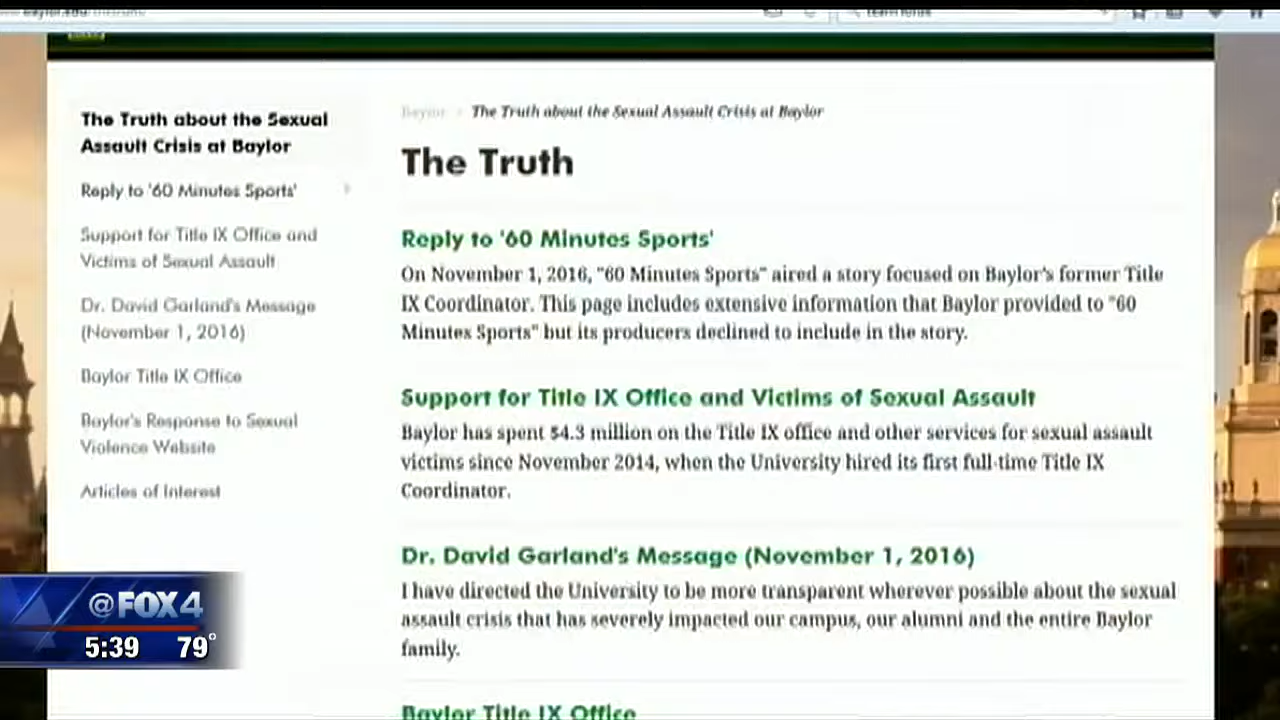 The Truth about the Sexual
Assault Crisis at Baylor
Reply to '60 Minutes Sports'
Support for Title IX Office and
Victims of Sexual Assault
Dr. David Garland's Message
(November 1, 2016)
Baylor Title IX Office
Baylor's Response to Sexual
Violence Website
Articles of Interest
Baylor > The Truth about the Sexual Assault Crisis at Baylor
The Truth
Reply to '60 Minutes Sports'
On November 1, 2016, "60 Minutes Sports" aired a story focused on Baylor's former Title
IX Coordinator. This page includes extensive information that Baylor provided to "60
Minutes Sports" but its producers declined to include in the story.
Support for Title IX Office and Victims of Sexual Assault
Baylor has spent $4.3 million on the Title IX office and other services for sexual assault
victims since November 2014, when the University hired its first full-time Title IX
Coordinator.
Dr. David Garland's Message (November 1, 2016)
I have directed the University to be more transparent wherever possible about the sexual
assault crisis that has severely impacted our campus, our alumni and the entire Baylor
family.
Baylor Title IX Office
@FOX4
5:39 79°